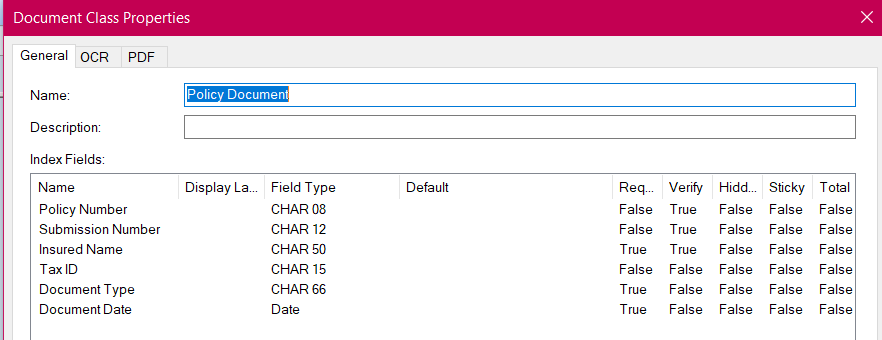 Document Class Properties
General OCR PDF
Name: Policy Document
Description:
Index Fields:
Name Display La... Field Type Default Req... Verify Hidd... Sticky Total
Policy Number CHAR 08 False True False False False
Submission Number CHAR 12 False True False False False
Insured Name CHAR 50 True True False False False
Tax ID CHAR 15 False False False False False
Document Type CHAR 66 True False False False False
Document Date Date True False False False False